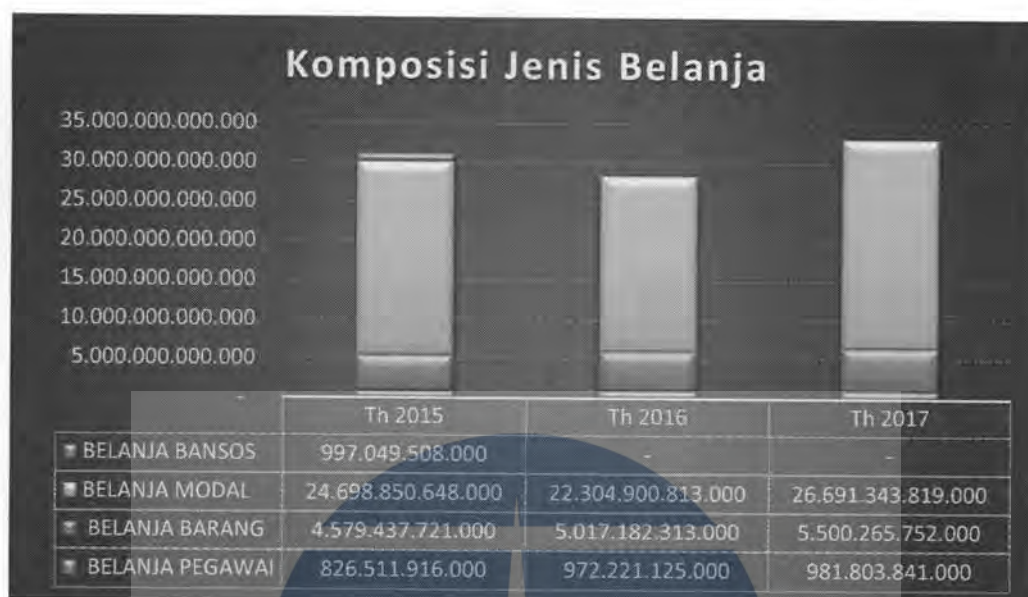 Komposisi Jenis Belanja
35.000.000.000.000
30.000.000.000.000
25.000.000.000.000
20.000.000.000.000
15.000.000.000.000
10.000.000.000.000
5.000.000.000.000
-
Th 2015 Th 2016 Th 2017
BELANJA BANSOS 997.049.508.000 - -
BELANJA MODAL 24.698.850.648.000 22.304.900.813.000 26.691.343.819.000
BELANJA BARANG 4.579.437.721.000 5.017.182.313.000 5.500.265.752.000
BELANJA PEGAWAI 826.511.916.000 972.221.125.000 981.803.841.000